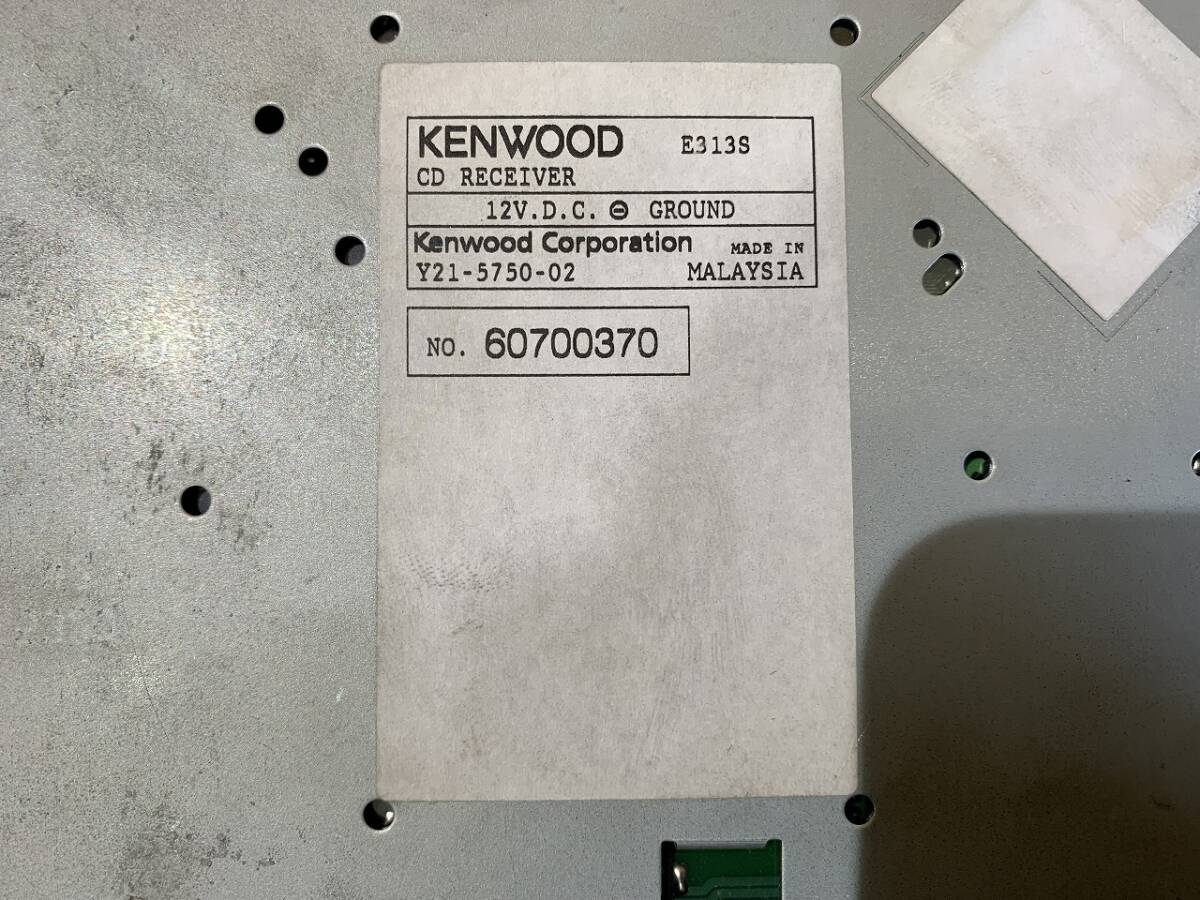 KENWOOD E313S
CD RECEIVER
12V.D.C. ⊖ GROUND
Kenwood Corporation MADE IN
Y21-5750-02 MALAYSIA
NO. 60700370